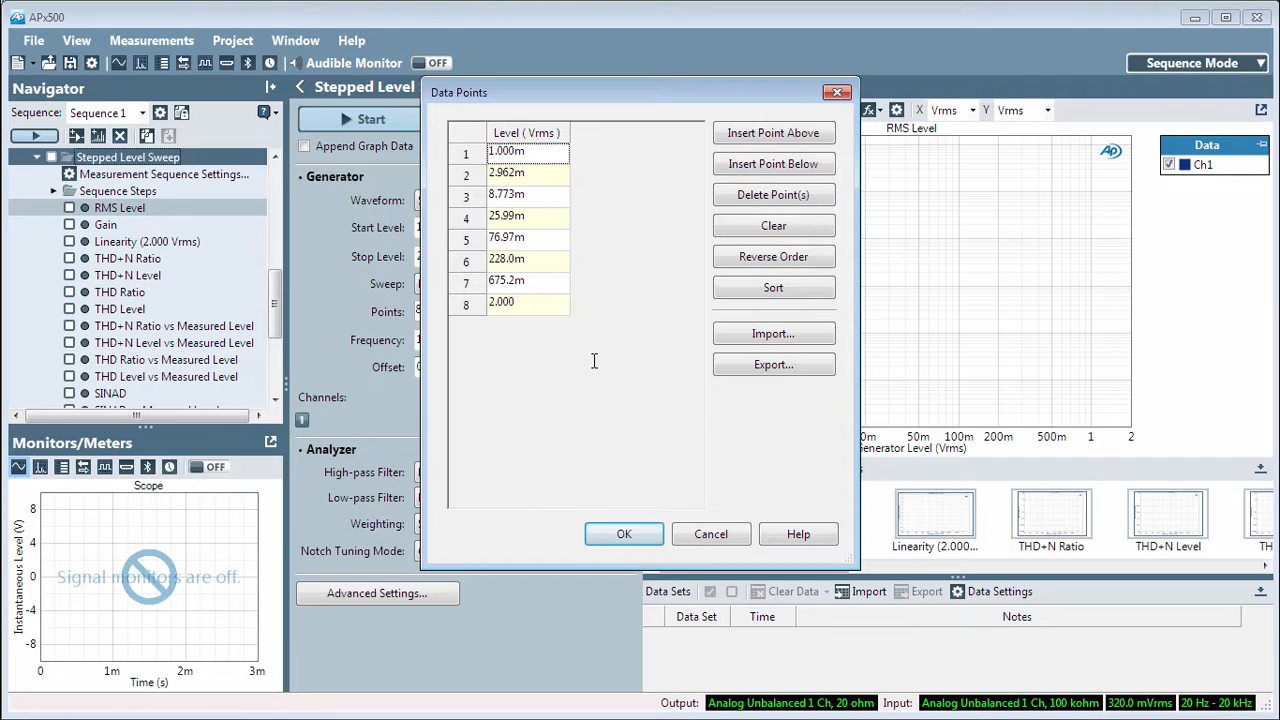 APx500
File View Measurements Project Window Help
Audible Monitor OFF
Sequence Mode
Navigator
Sequence: Sequence 1
Stepped Level Sweep
Measurement Sequence Settings...
Sequence Steps
RMS Level
Gain
Linearity (2.000 Vrms)
THD+N Ratio
THD+N Level
THD Ratio
THD Level
THD+N Ratio vs Measured Level
THD+N Level vs Measured Level
THD Ratio vs Measured Level
THD Level vs Measured Level
SINAD
Monitors/Meters
OFF
Scope
Instantaneous Level (V)
8
4
0
-4
-8
Signal monitors are off.
0 1m 2m 3m
Time (s)
Stepped Level S
Start
Append Graph Data
Generator
Waveform:
Start Level:
Stop Level:
Sweep:
Points:
Frequency:
Offset:
Channels:
1
Analyzer
High-pass Filter:
Low-pass Filter:
Weighting:
Notch Tuning Mode:
Advanced Settings...
Data Points
Level ( Vrms )
1 1.000m
2 2.962m
3 8.773m
4 25.99m
5 76.97m
6 228.0m
7 675.2m
8 2.000
Insert Point Above
Insert Point Below
Delete Point(s)
Clear
Reverse Order
Sort
Import...
Export...
OK Cancel Help
fx X Vrms Y Vrms
RMS Level
AP
Data
Ch1
0m 50m 100m 200m 500m 1 2
enerator Level (Vrms)
Linearity (2.000... THD+N Ratio THD+N Level TH
Data Sets Clear Data Import Export Data Settings
Data Set Time Notes
Output: Analog Unbalanced 1 Ch, 20 ohm Input: Analog Unbalanced 1 Ch, 100 kohm 320.0 mVrms 20 Hz - 20 kHz